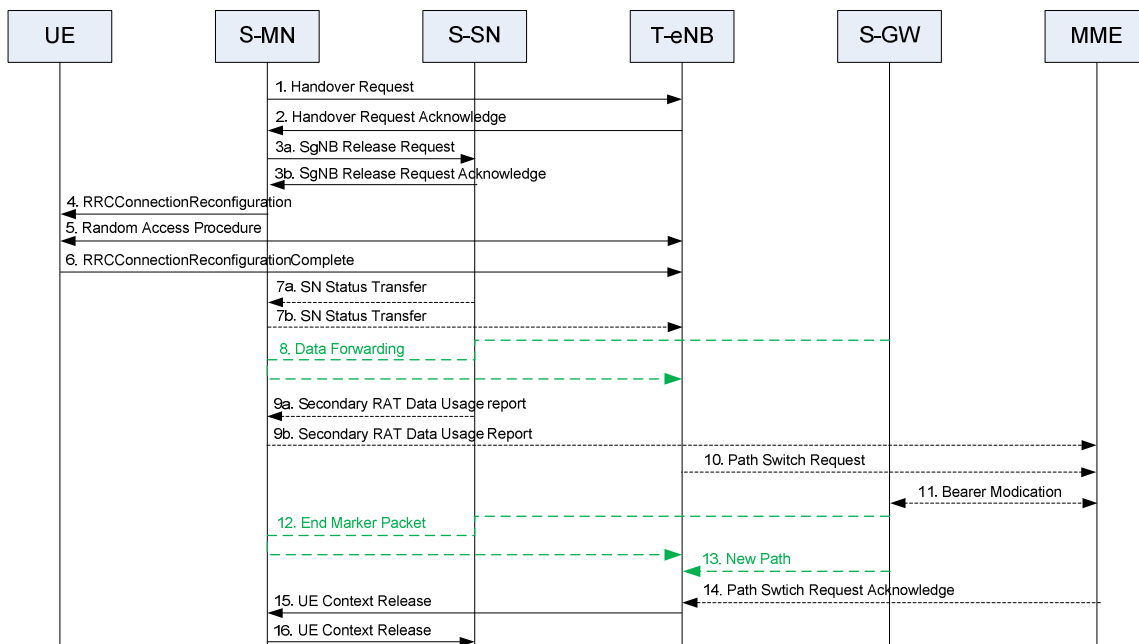 UE
S-MN
S-SN
T-eNB
S-GW
MME
1. Handover Request
2. Handover Request Acknowledge
3a. SgNB Release Request
3b. SgNB Release Request Acknowledge
4. RRCConnectionReconfiguration
5. Random Access Procedure
6. RRCConnectionReconfigurationComplete
7a. SN Status Transfer
7b. SN Status Transfer
8. Data Forwarding
9a. Secondary RAT Data Usage report
9b. Secondary RAT Data Usage Report
10. Path Switch Request
11. Bearer Modication
12. End Marker Packet
13. New Path
14. Path Swtich Request Acknowledge
15. UE Context Release
16. UE Context Release